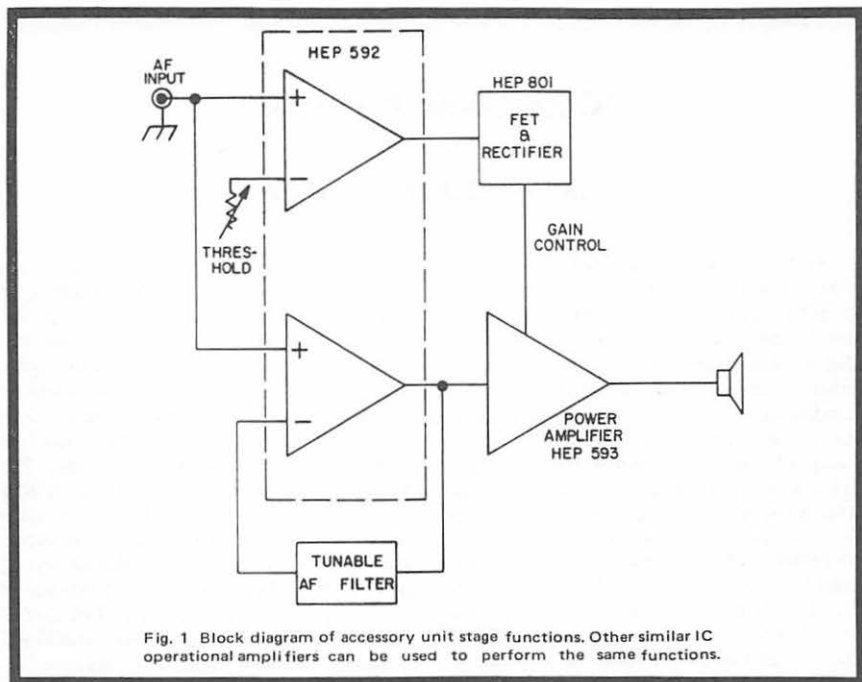 HEP 592
AF
INPUT
+
−
THRES-
HOLD
HEP 801
FET
&
RECTIFIER
GAIN
CONTROL
+
−
POWER
AMPLIFIER
HEP 593
TUNABLE
AF FILTER
Fig. 1 Block diagram of accessory unit stage functions. Other similar IC
operational amplifiers can be used to perform the same functions.